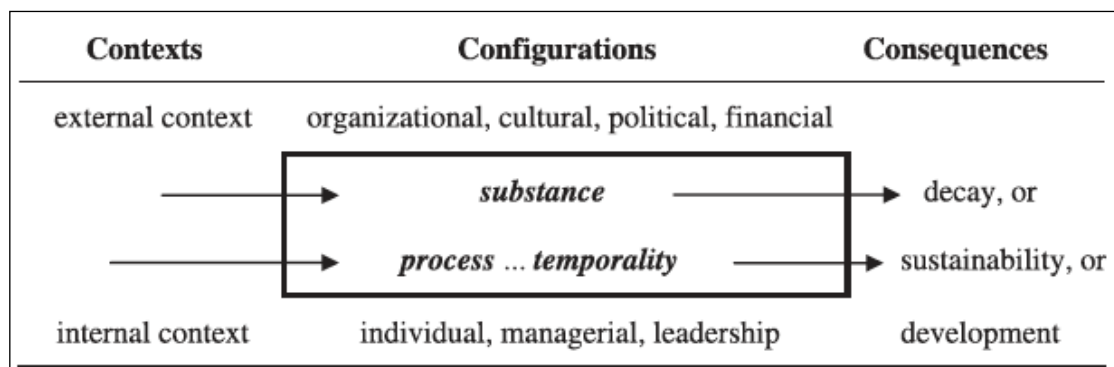 Contexts Configurations Consequences
external context organizational, cultural, political, financial
substance decay, or
process ... temporality sustainability, or
internal context individual, managerial, leadership development